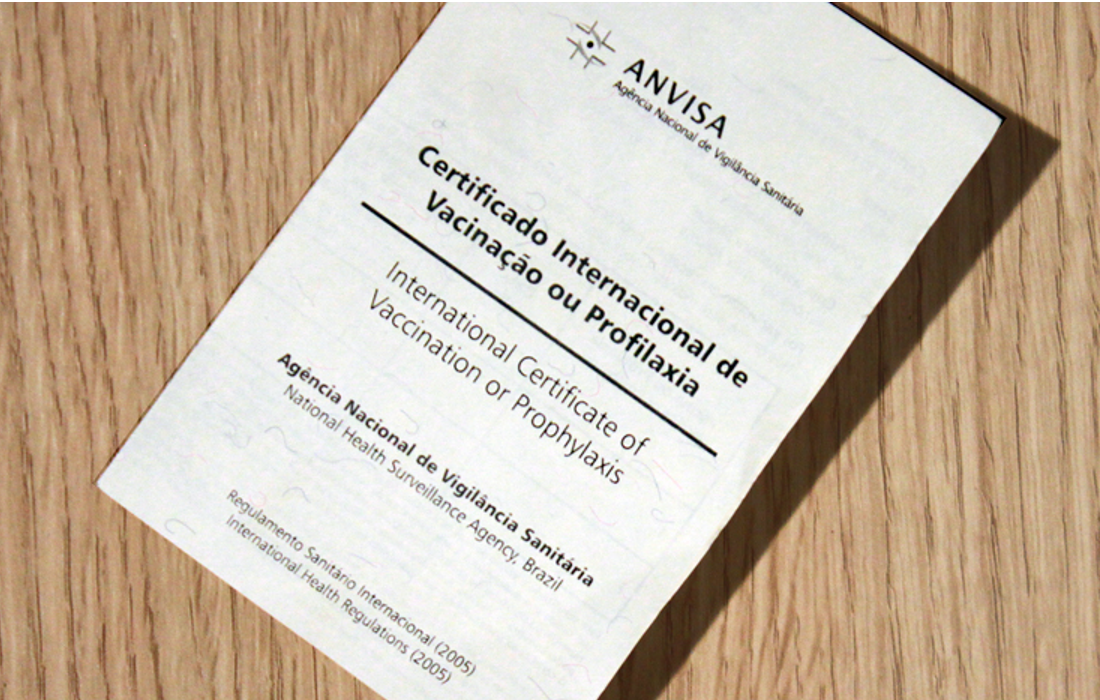 ANVISA
Agência Nacional de Vigilância Sanitária
Certificado Internacional de
Vacinação ou Profilaxia
International Certificate of
Vaccination or Prophylaxis
Agência Nacional de Vigilância Sanitária
National Health Surveillance Agency, Brazil
Regulamento Sanitário Internacional (2005)
International Health Regulations (2005)